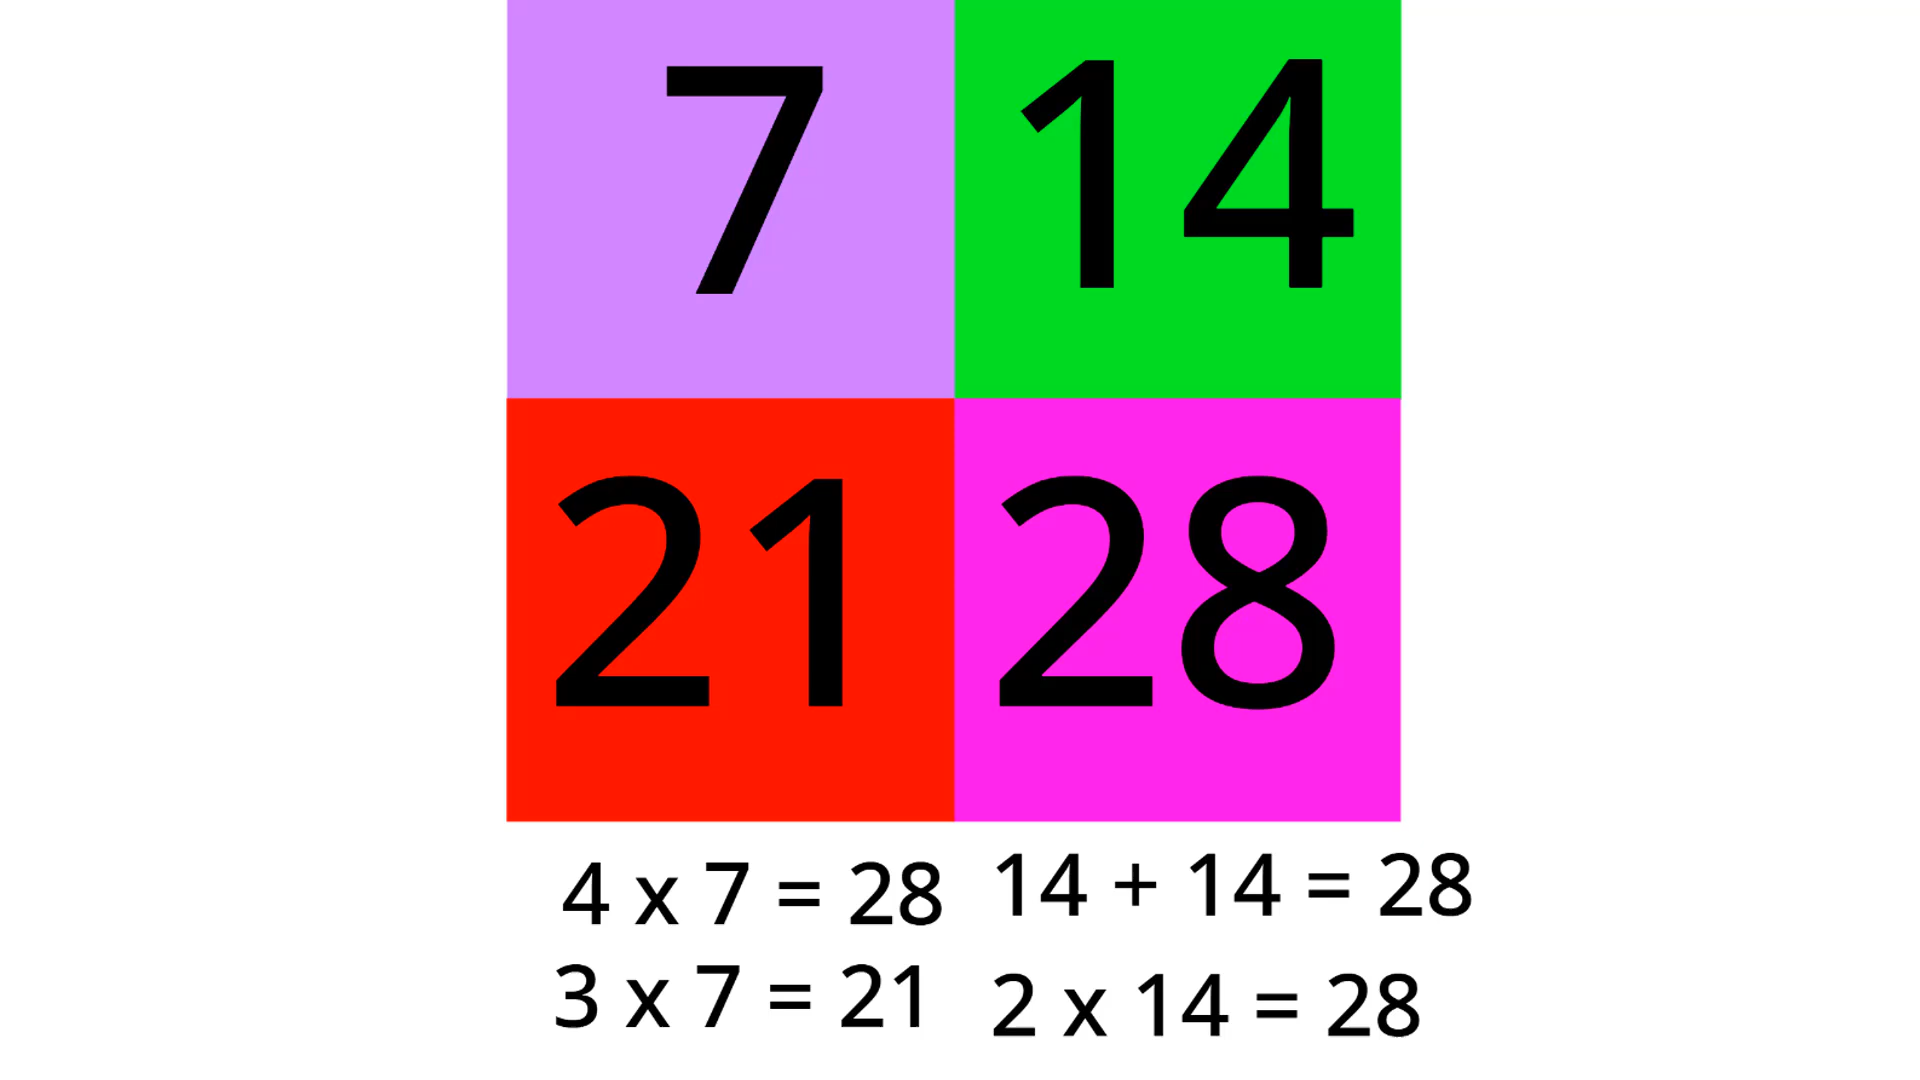 7 14
21 28
4 x 7 = 28 14 + 14 = 28
3 x 7 = 21 2 x 14 = 28